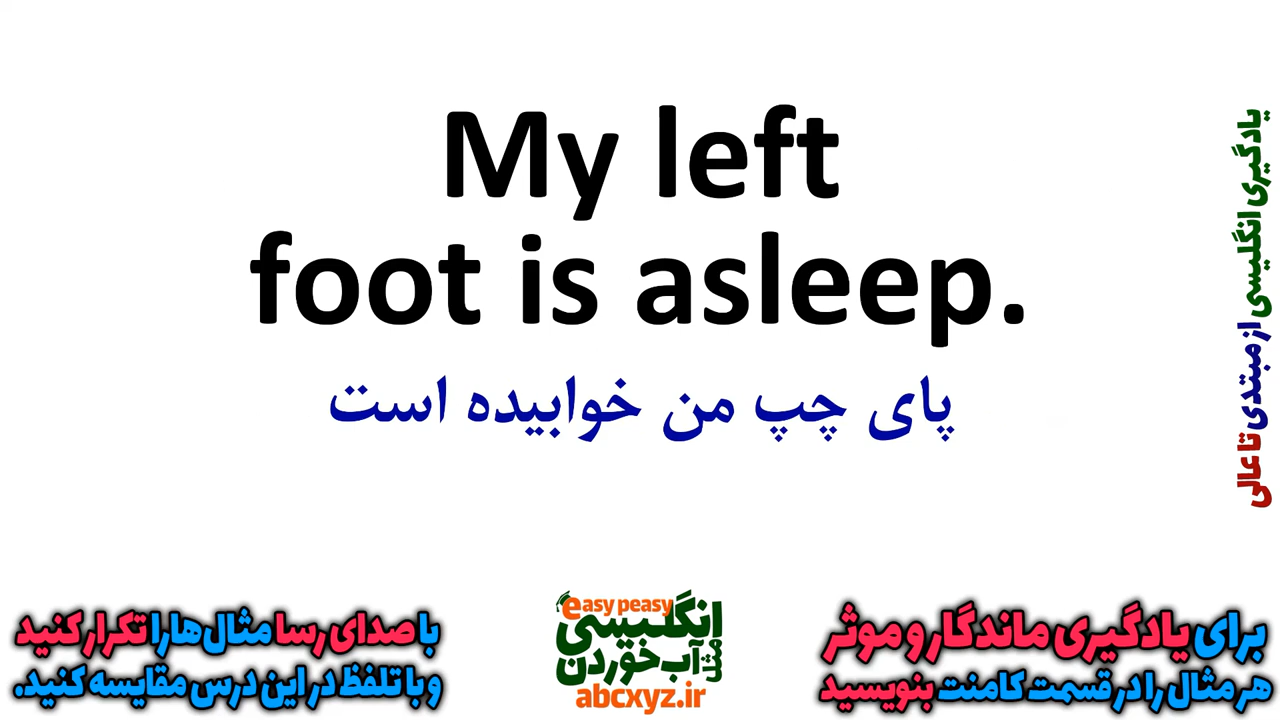 My left
foot is asleep.
پای چپ من خوابیده است
یادگیری انگلیسی از مبتدی تا عالی
با صدای رسا مثال‌ها را تکرار کنید
و با تلفظ در این درس مقایسه کنید.
easy peasy
انگلیسی
مثل آب خوردن
abcxyz.ir
برای یادگیری ماندگار و موثر
هر مثال را در قسمت کامنت بنویسید